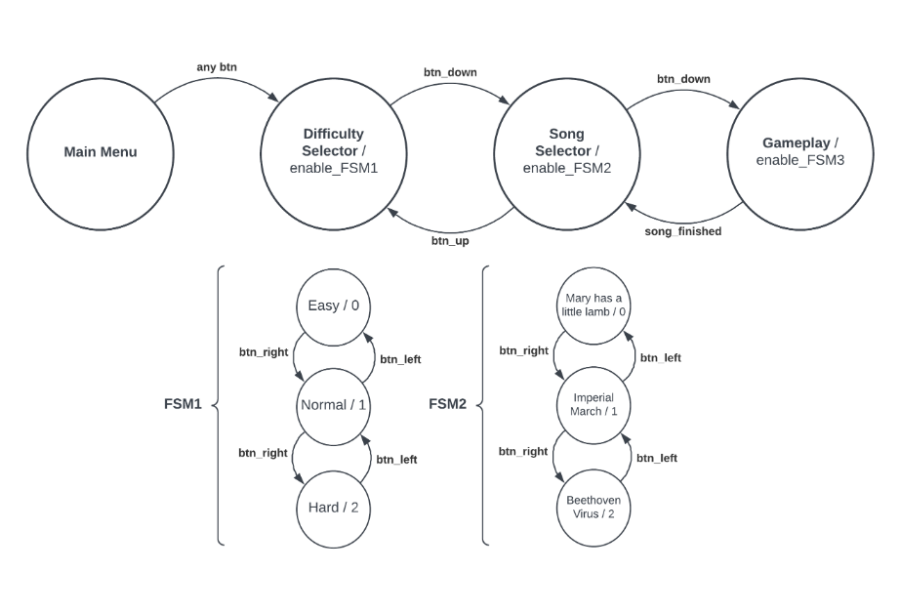 any btn
btn_down
btn_down
Main Menu
Difficulty
Selector /
enable_FSM1
Song
Selector /
enable_FSM2
Gameplay /
enable_FSM3
btn_up
song_finished
FSM1
Easy / 0
btn_right
btn_left
Normal / 1
btn_right
btn_left
Hard / 2
FSM2
Mary has a
little lamb / 0
btn_right
btn_left
Imperial
March / 1
btn_right
btn_left
Beethoven
Virus / 2